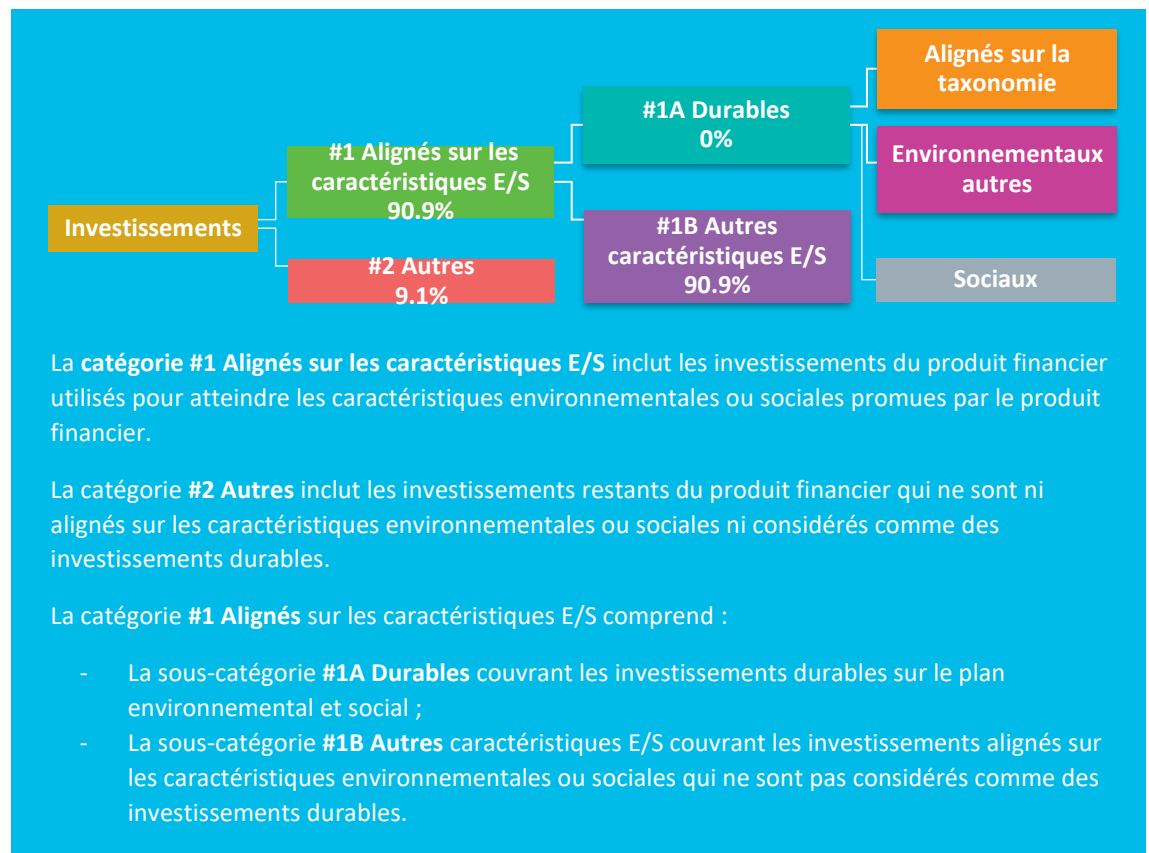 Investissements
#1 Alignés sur les
caractéristiques E/S
90.9%
#2 Autres
9.1%
#1A Durables
0%
#1B Autres
caractéristiques E/S
90.9%
Alignés sur la
taxonomie
Environnementaux
autres
Sociaux
La catégorie #1 Alignés sur les caractéristiques E/S inclut les investissements du produit financier
utilisés pour atteindre les caractéristiques environnementales ou sociales promues par le produit
financier.
La catégorie #2 Autres inclut les investissements restants du produit financier qui ne sont ni
alignés sur les caractéristiques environnementales ou sociales ni considérés comme des
investissements durables.
La catégorie #1 Alignés sur les caractéristiques E/S comprend :
- La sous-catégorie #1A Durables couvrant les investissements durables sur le plan
environnemental et social ;
- La sous-catégorie #1B Autres caractéristiques E/S couvrant les investissements alignés sur
les caractéristiques environnementales ou sociales qui ne sont pas considérés comme des
investissements durables.